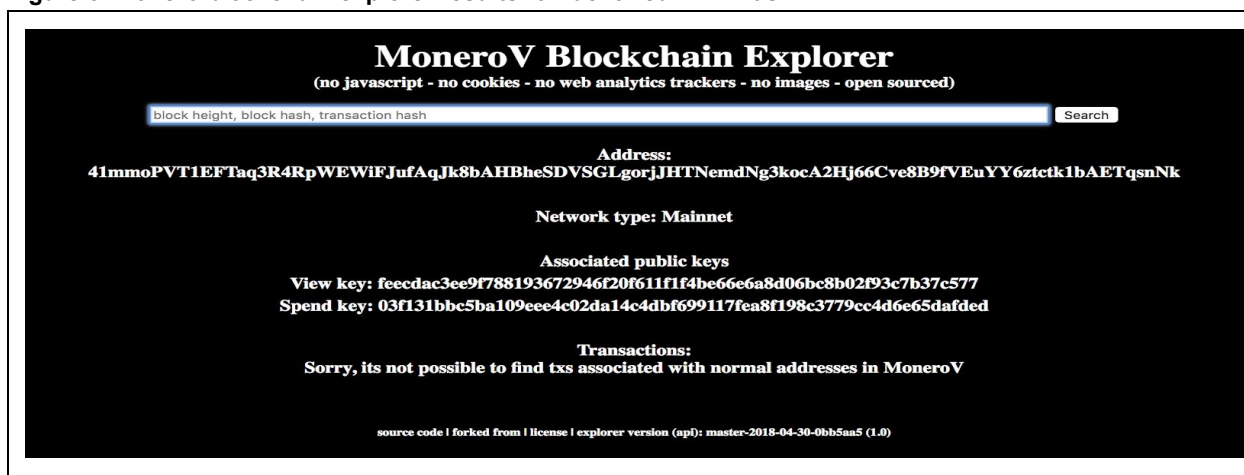 MoneroV Blockchain Explorer
(no javascript - no cookies - no web analytics trackers - no images - open sourced)
block height, block hash, transaction hash
Search
Address:
41mmoPVT1EFTaq3R4RpWEWiFJufAqJk8bAHBheSDVSGLgorjJHTNemdNg3kocA2Hj66Cve8B9fVEuYY6ztctk1bAETqsnNk
Network type: Mainnet
Associated public keys
View key: feecdac3ee9f788193672946f20f611f1f4be66e6a8d06bc8b02f93c7b37c577
Spend key: 03f131bbc5ba109eee4c02da14c4dbf699117fea8f198c3779cc4d6e65dafded
Transactions:
Sorry, its not possible to find txs associated with normal addresses in MoneroV
source code | forked from | license | explorer version (api): master-2018-04-30-0bb5aa5 (1.0)